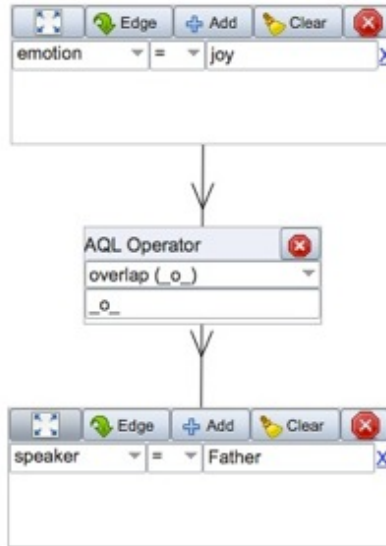 Edge Add Clear
emotion = joy X
AQL Operator
overlap (_o_)
_o_
Edge Add Clear
speaker = Father X